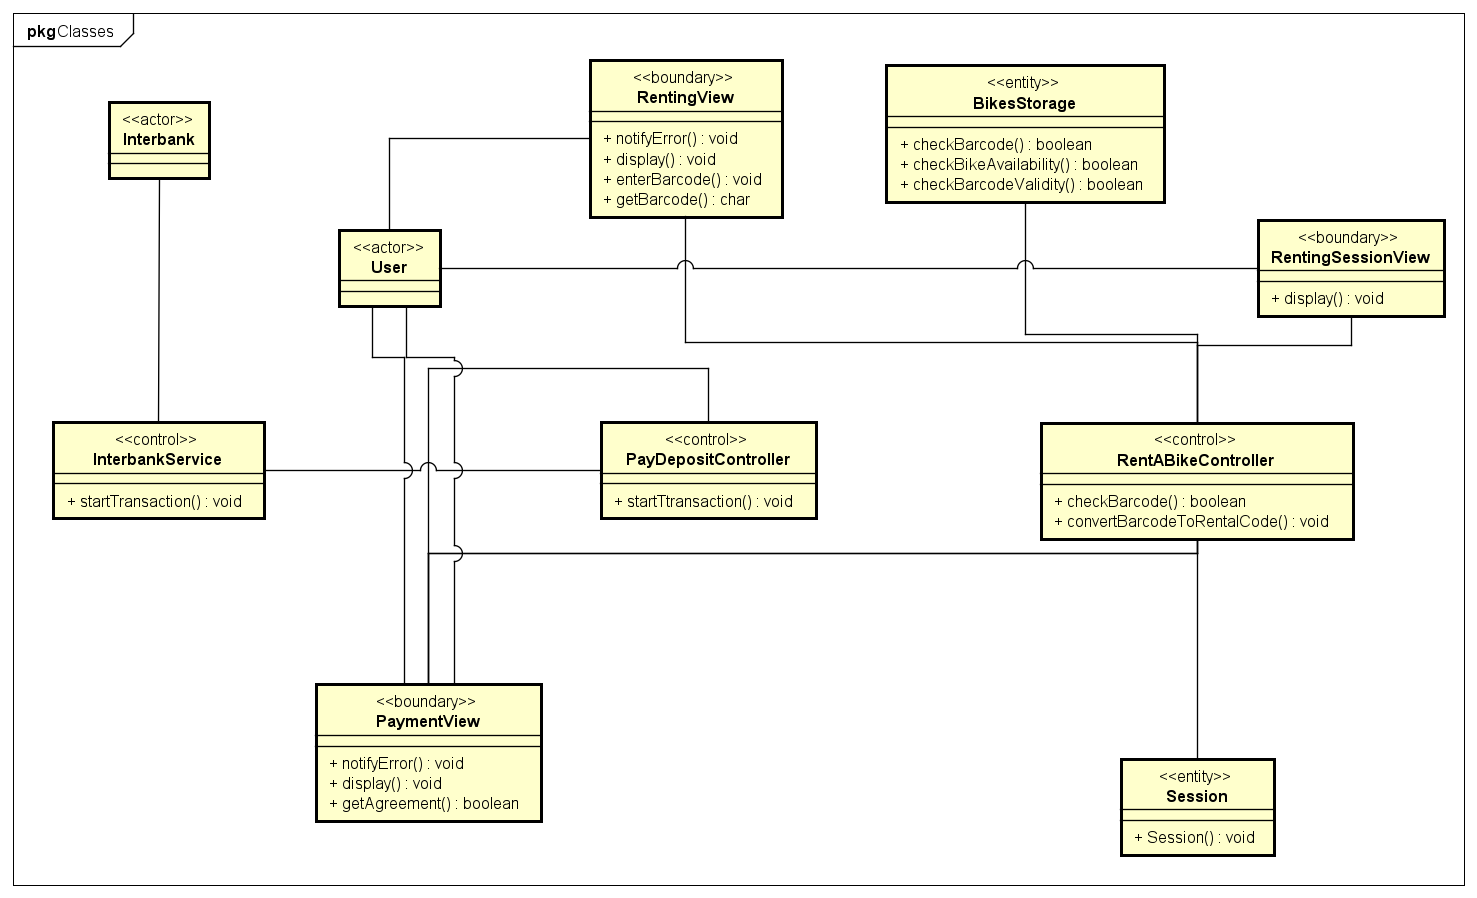 pkgClasses
<<actor>>
Interbank
<<boundary>>
RentingView
+ notifyError() : void
+ display() : void
+ enterBarcode() : void
+ getBarcode() : char
<<entity>>
BikesStorage
+ checkBarcode() : boolean
+ checkBikeAvailability() : boolean
+ checkBarcodeValidity() : boolean
<<actor>>
User
<<boundary>>
RentingSessionView
+ display() : void
<<control>>
InterbankService
+ startTransaction() : void
<<control>>
PayDepositController
+ startTtransaction() : void
<<control>>
RentABikeController
+ checkBarcode() : boolean
+ convertBarcodeToRentalCode() : void
<<boundary>>
PaymentView
+ notifyError() : void
+ display() : void
+ getAgreement() : boolean
<<entity>>
Session
+ Session() : void